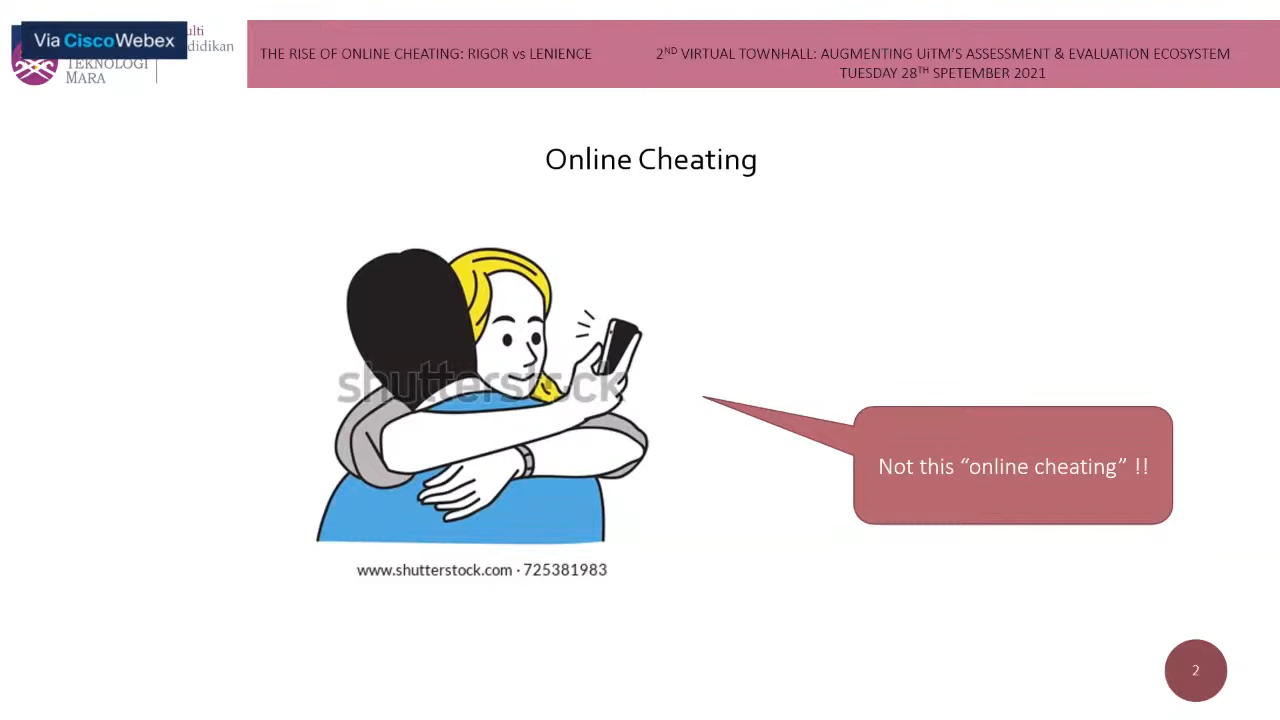 Via CiscoWebex
ulti
didikan
TEKNOLOGI
MARA
THE RISE OF ONLINE CHEATING: RIGOR vs LENIENCE
2ND VIRTUAL TOWNHALL: AUGMENTING UiTM'S ASSESSMENT & EVALUATION ECOSYSTEM
TUESDAY 28TH SPETEMBER 2021
Online Cheating
shutterstock
Not this “online cheating” !!
www.shutterstock.com · 725381983
2